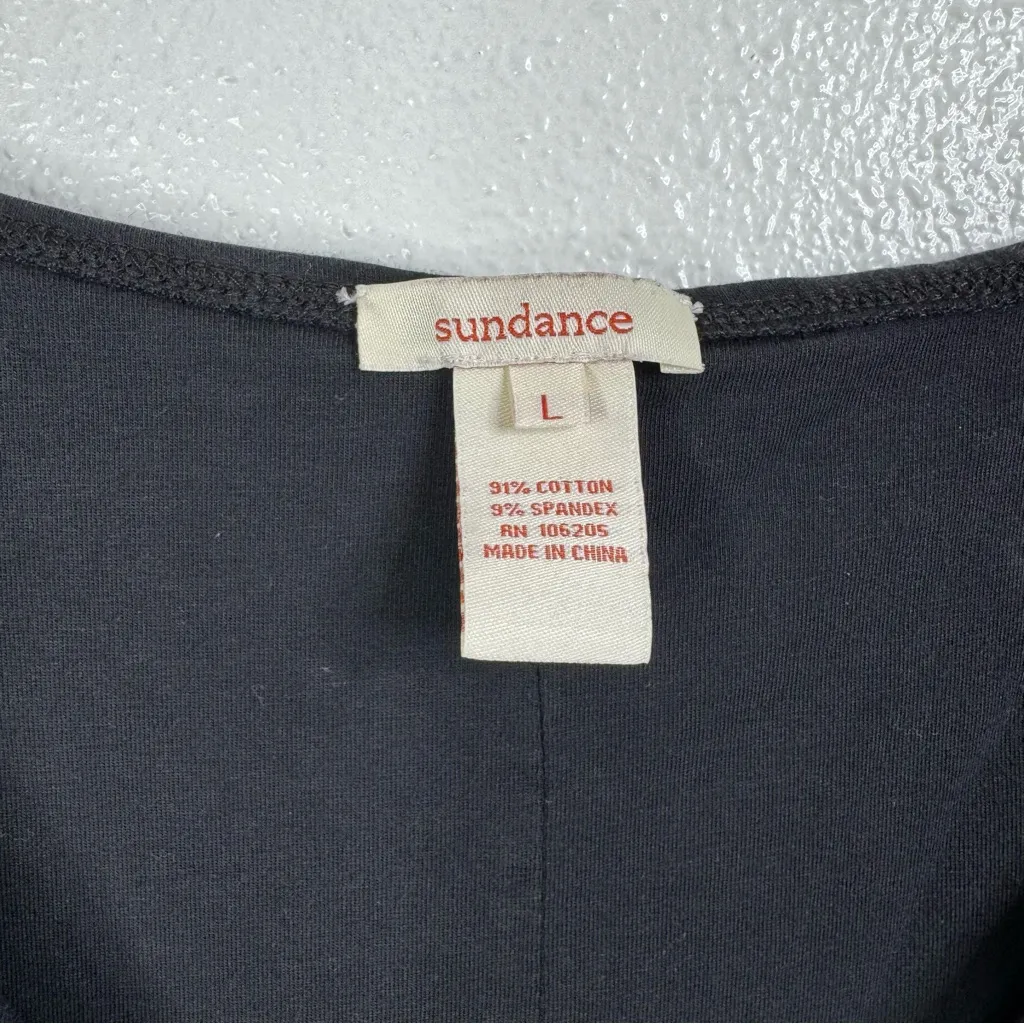 sundance
L
91% COTTON
9% SPANDEX
RN 106205
MADE IN CHINA